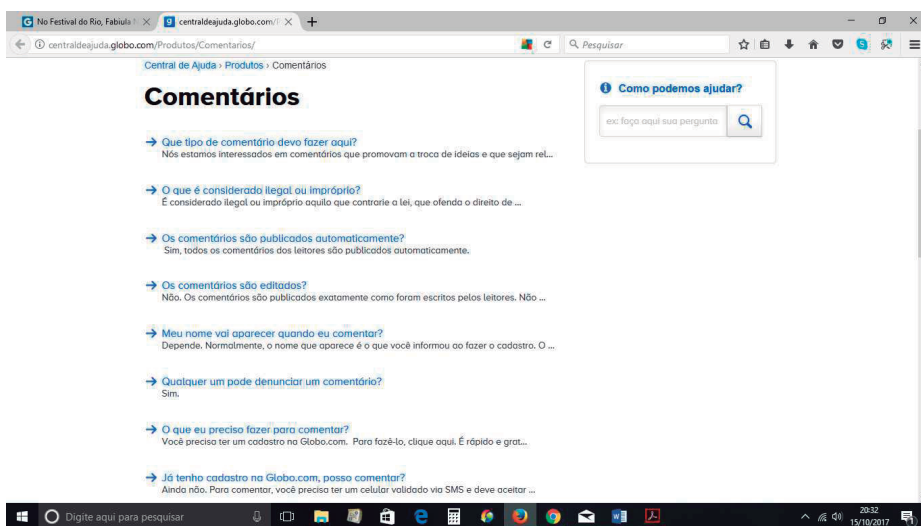 No Festival do Rio, Fabiula
centraldeajuda.globo.com/
centraldeajuda.globo.com/Produtos/Comentarios/
Pesquisar
Central de Ajuda › Produtos › Comentários
Comentários
Como podemos ajudar?
ex: faça aqui sua pergunta
Que tipo de comentário devo fazer aqui?
Nós estamos interessados em comentários que promovam a troca de ideias e que sejam rel...
O que é considerado ilegal ou impróprio?
É considerado ilegal ou impróprio aquilo que contrarie a lei, que ofenda o direito de ...
Os comentários são publicados automaticamente?
Sim, todos os comentários dos leitores são publicados automaticamente.
Os comentários são editados?
Não. Os comentários são publicados exatamente como foram escritos pelos leitores. Não ...
Meu nome vai aparecer quando eu comentar?
Depende. Normalmente, o nome que aparece é o que você informou ao fazer o cadastro. O ...
Qualquer um pode denunciar um comentário?
Sim.
O que eu preciso fazer para comentar?
Você precisa ter um cadastro na Globo.com. Para fazê-lo, clique aqui. É rápido e grat...
Já tenho cadastro na Globo.com, posso comentar?
Ainda não. Para comentar, você precisa ter um celular validado via SMS e deve aceitar ...
Digite aqui para pesquisar
20:32
15/10/2017